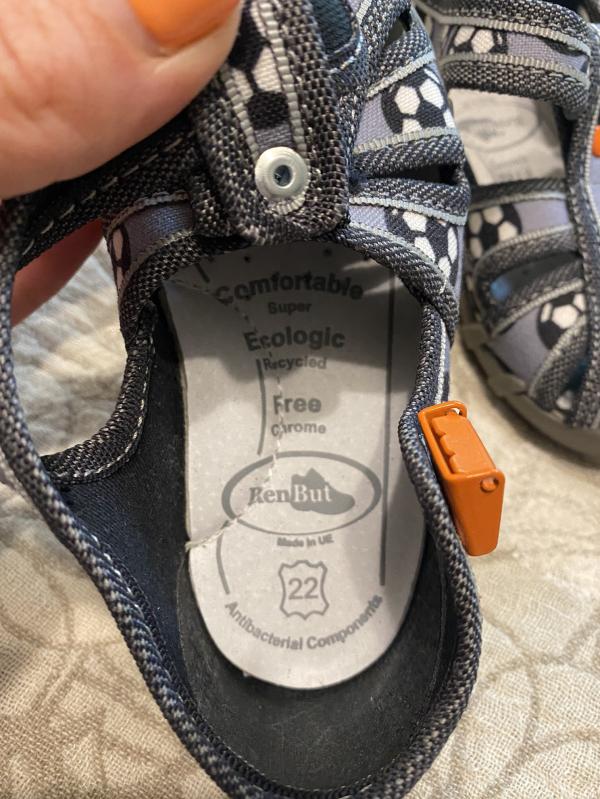 Comfortable
Super
Ecologic
Recycled
Free
Chrome
RenBut
Made in UE
22
Antibacterial Components